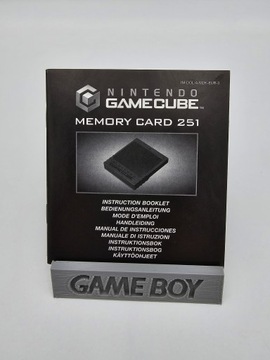 NINTENDO
GAMECUBE™
MEMORY CARD 251
INSTRUCTION BOOKLET
BEDIENUNGSANLEITUNG
MODE D'EMPLOI
HANDLEIDING
MANUAL DE INSTRUCCIONES
MANUALE DI ISTRUZIONI
INSTRUKTIONSBOK
INSTRUKTIONSBOG
KÄYTTÖOHJEET
GAME BOY